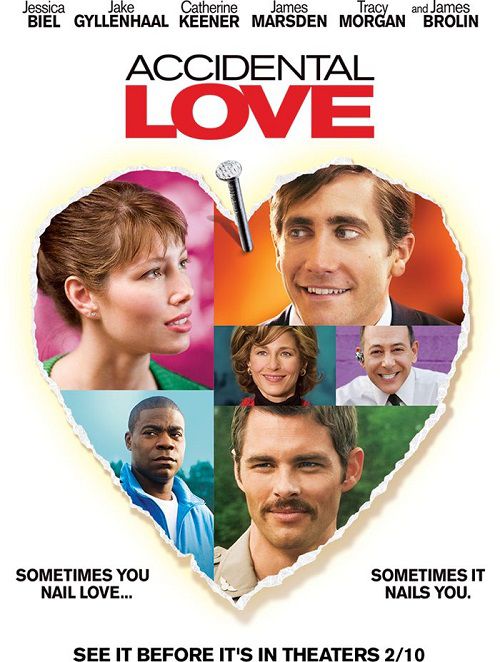 Jessica Jake Catherine James Tracy and James
BIEL GYLLENHAAL KEENER MARSDEN MORGAN BROLIN
ACCIDENTAL
LOVE
SOMETIMES YOU
NAIL LOVE...
SOMETIMES IT
NAILS YOU.
SEE IT BEFORE IT'S IN THEATERS 2/10